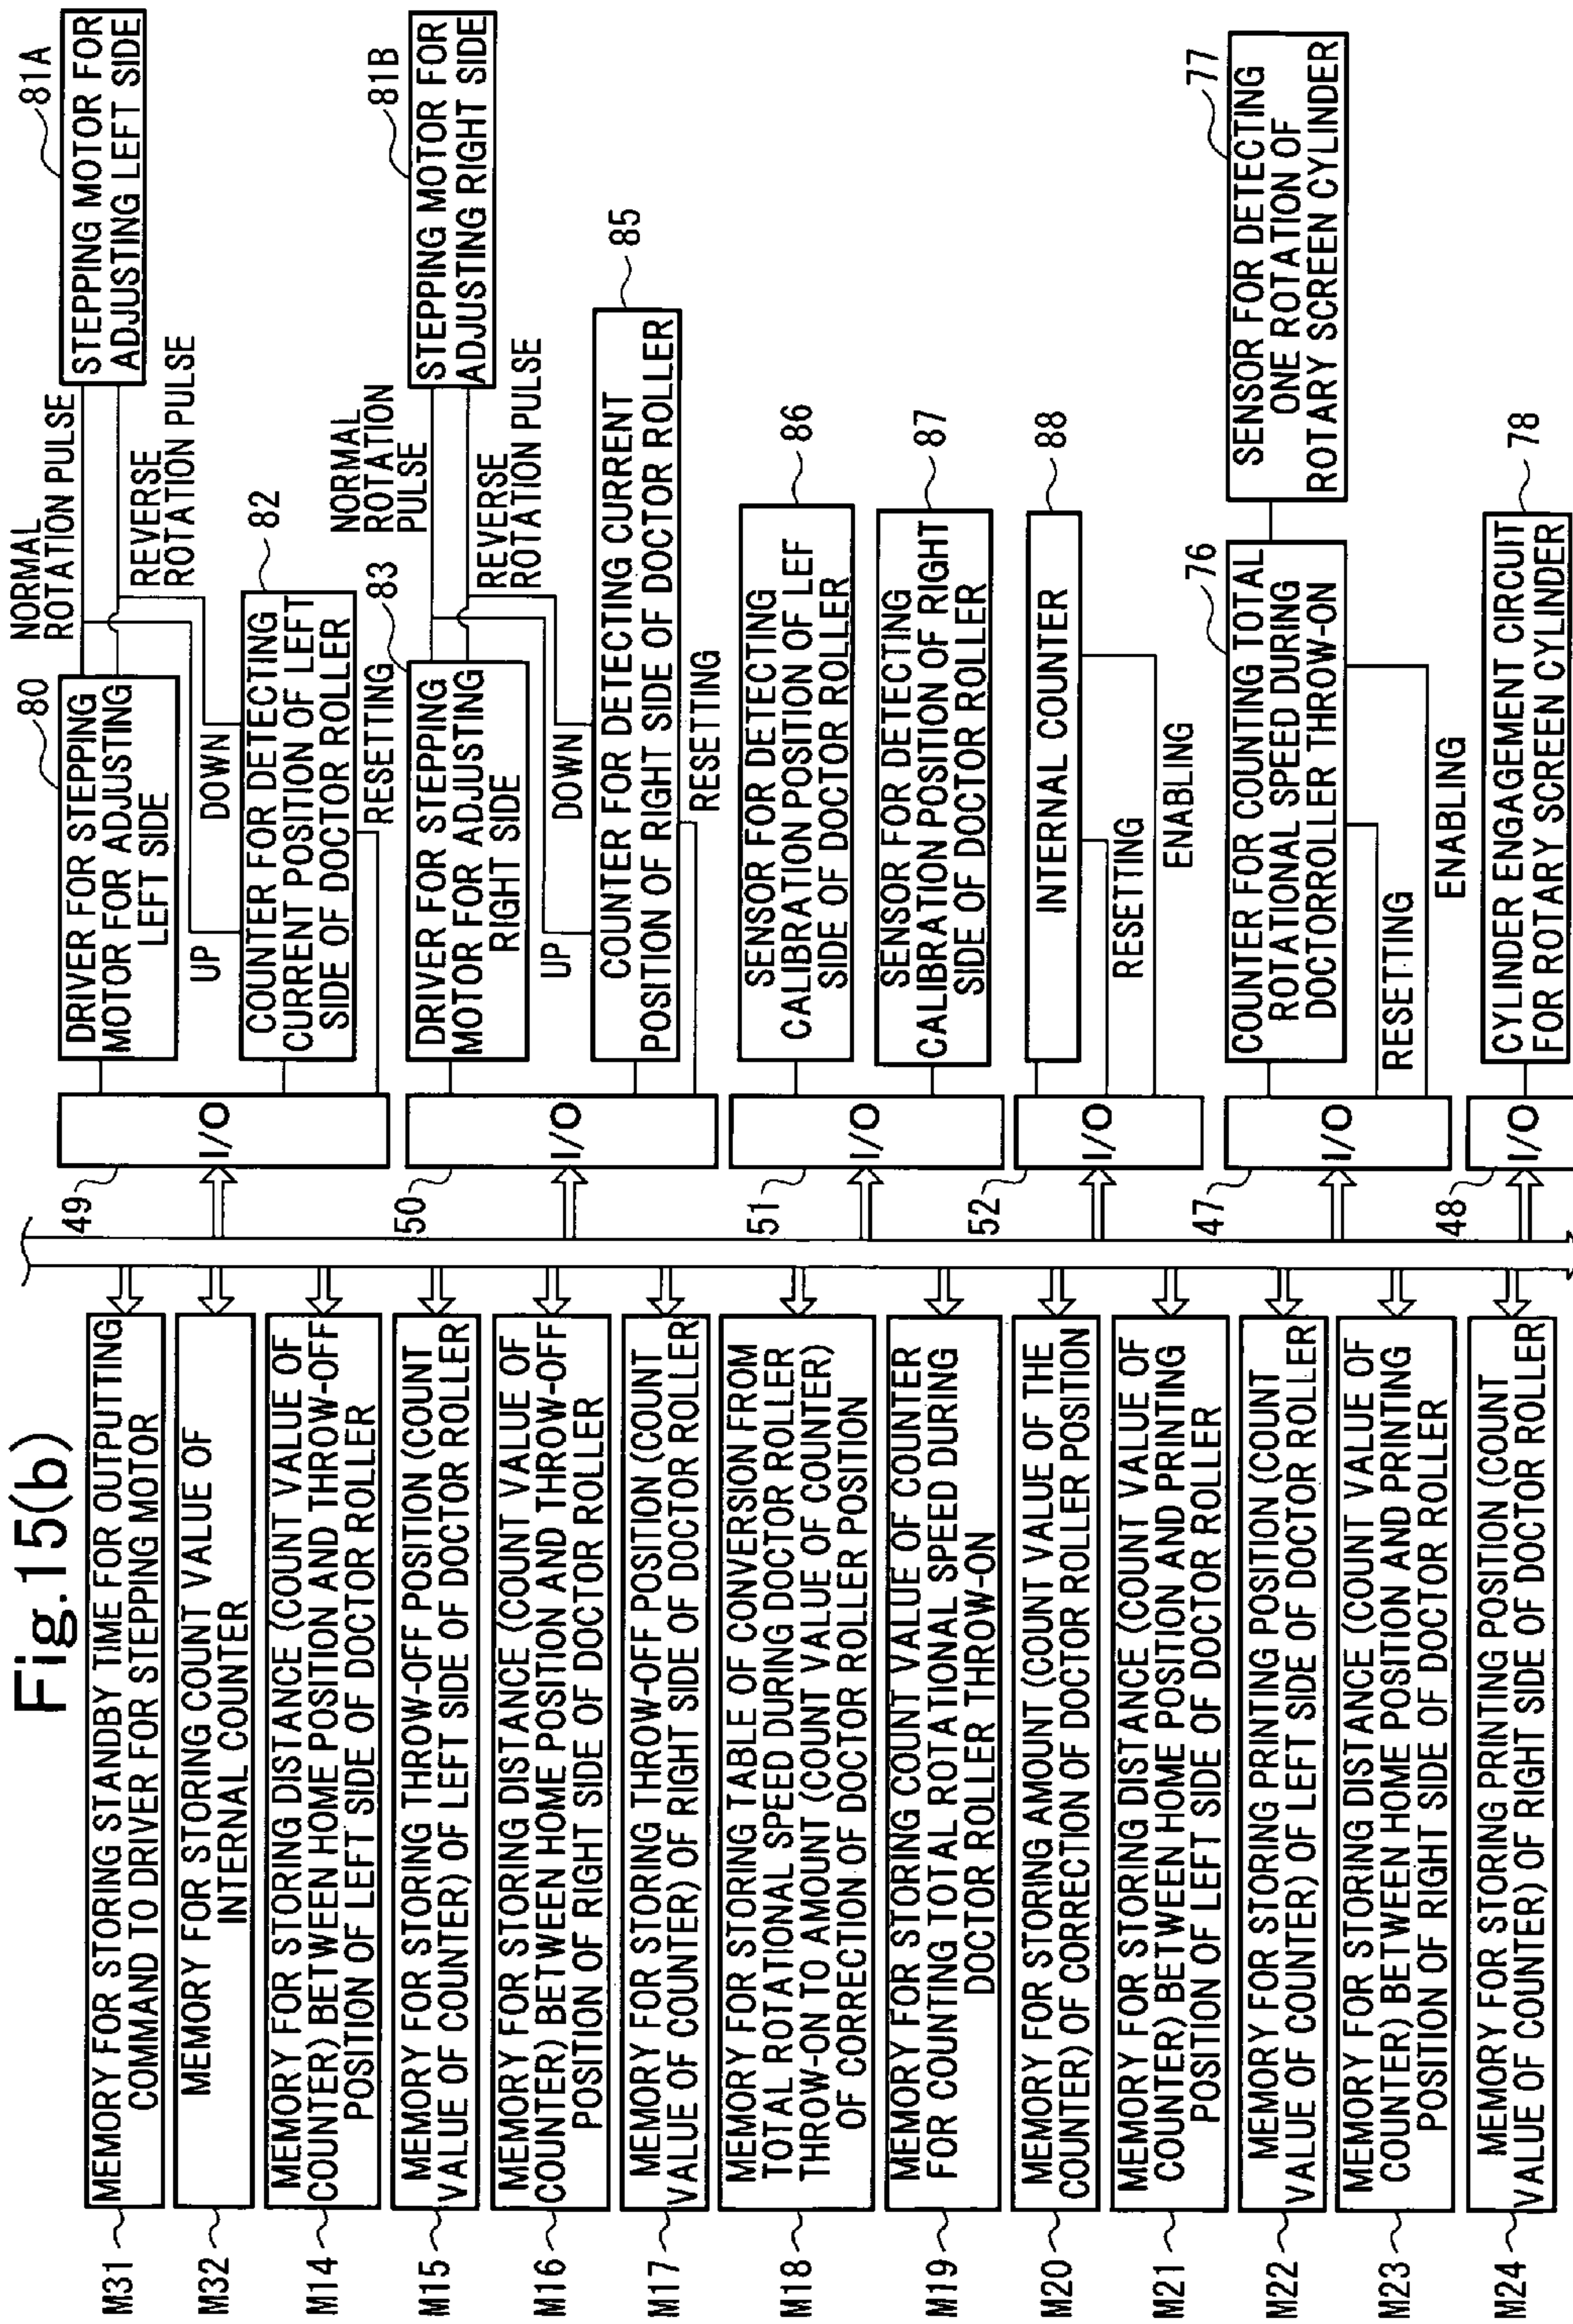 Fig.15(b)
M31
MEMORY FOR STORING STANDBY TIME FOR OUTPUTING
COMMAND TO DRIVER FOR STEPPING MOTOR
M32
MEMORY FOR STORING COUNT VALUE OF
INTERNAL COUNTER
M14
MEMORY FOR STORING DISTANCE (COUNT VALUE OF
COUNTER) BETWEEN HOME POSITION AND THROW-OFF
POSITION OF LEFT SIDE OF DOCTOR ROLLER
M15
MEMORY FOR STORING THROW-OFF POSITION (COUNT
VALUE OF COUNTER) OF LEFT SIDE OF DOCTOR ROLLER
M16
MEMORY FOR STORING DISTANCE (COUNT VALUE OF
COUNTER) BETWEEN HOME POSITION AND THROW-OFF
POSITION OF RIGHT SIDE OF DOCTOR ROLLER
M17
MEMORY FOR STORING THROW-OFF POSITION (COUNT
VALUE OF COUNTER) OF RIGHT SIDE OF DOCTOR ROLLER
M18
MEMORY FOR STORING TABLE OF CONVERSION FROM
TOTAL ROTATIONAL SPEED DURING DOCTOR ROLLER
THROW-ON TO AMOUNT (COUNT VALUE OF COUNTER)
OF CORRECTION OF DOCTOR ROLLER POSITION
M19
MEMORY FOR STORING COUNT VALUE OF COUNTER
FOR COUNTING TOTAL ROTATIONAL SPEED DURING
DOCTOR ROLLER THROW-ON
M20
MEMORY FOR STORING AMOUNT (COUNT VALUE OF THE
COUNTER) OF CORRECTION OF DOCTOR ROLLER POSITION
M21
MEMORY FOR STORING DISTANCE (COUNT VALUE OF
COUNTER) BETWEEN HOME POSITION AND PRINTING
POSITION OF LEFT SIDE OF DOCTOR ROLLER
M22
MEMORY FOR STORING PRINTING POSITION (COUNT
VALUE OF COUNTER) OF LEFT SIDE OF DOCTOR ROLLER
M23
MEMORY FOR STORING DISTANCE (COUNT VALUE OF
COUNTER) BETWEEN HOME POSITION AND PRINTING
POSITION OF RIGHT SIDE OF DOCTOR ROLLER
M24
MEMORY FOR STORING PRINTING POSITION (COUNT
VALUE OF COUNTER) OF RIGHT SIDE OF DOCTOR ROLLER
49
I/O
80
DRIVER FOR STEPPING
MOTOR FOR ADJUSTING
LEFT SIDE
NORMAL
ROTATION PULSE
REVERSE
ROTATION PULSE
81A
STEPPING MOTOR FOR
ADJUSTING LEFT SIDE
UP
DOWN
82
COUNTER FOR DETECTING
CURRENT POSITION OF LEFT
SIDE OF DOCTOR ROLLER
RESETTING
50
I/O
83
DRIVER FOR STEPPING
MOTOR FOR ADJUSTING
RIGHT SIDE
NORMAL
ROTATION
PULSE
REVERSE
ROTATION PULSE
81B
STEPPING MOTOR FOR
ADJUSTING RIGHT SIDE
UP
DOWN
85
COUNTER FOR DETECTING CURRENT
POSITION OF RIGHT SIDE OF DOCTOR ROLLER
RESETTING
51
I/O
86
SENSOR FOR DETECTING
CALIBRATION POSITION OF LEF
SIDE OF DOCTOR ROLLER
87
SENSOR FOR DETECTING
CALIBRATION POSITION OF RIGHT
SIDE OF DOCTOR ROLLER
52
I/O
88
INTERNAL COUNTER
RESETTING
ENABLING
47
I/O
76
COUNTER FOR COUNTING TOTAL
ROTATIONAL SPEED DURING
DOCTORROLLER THROW-ON
77
SENSOR FOR DETECTING
ONE ROTATION OF
ROTARY SCREEN CYLINDER
RESETTING
ENABLING
48
I/O
78
CYLINDER ENGAGEMENT CIRCUIT
FOR ROTARY SCREEN CYLINDER